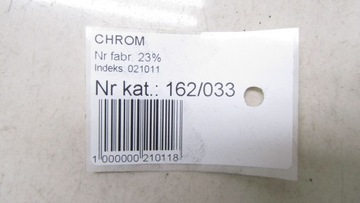 CHROM
Nr fabr. 23%
Indeks: 021011
Nr kat.: 162/033
1 000000 210118